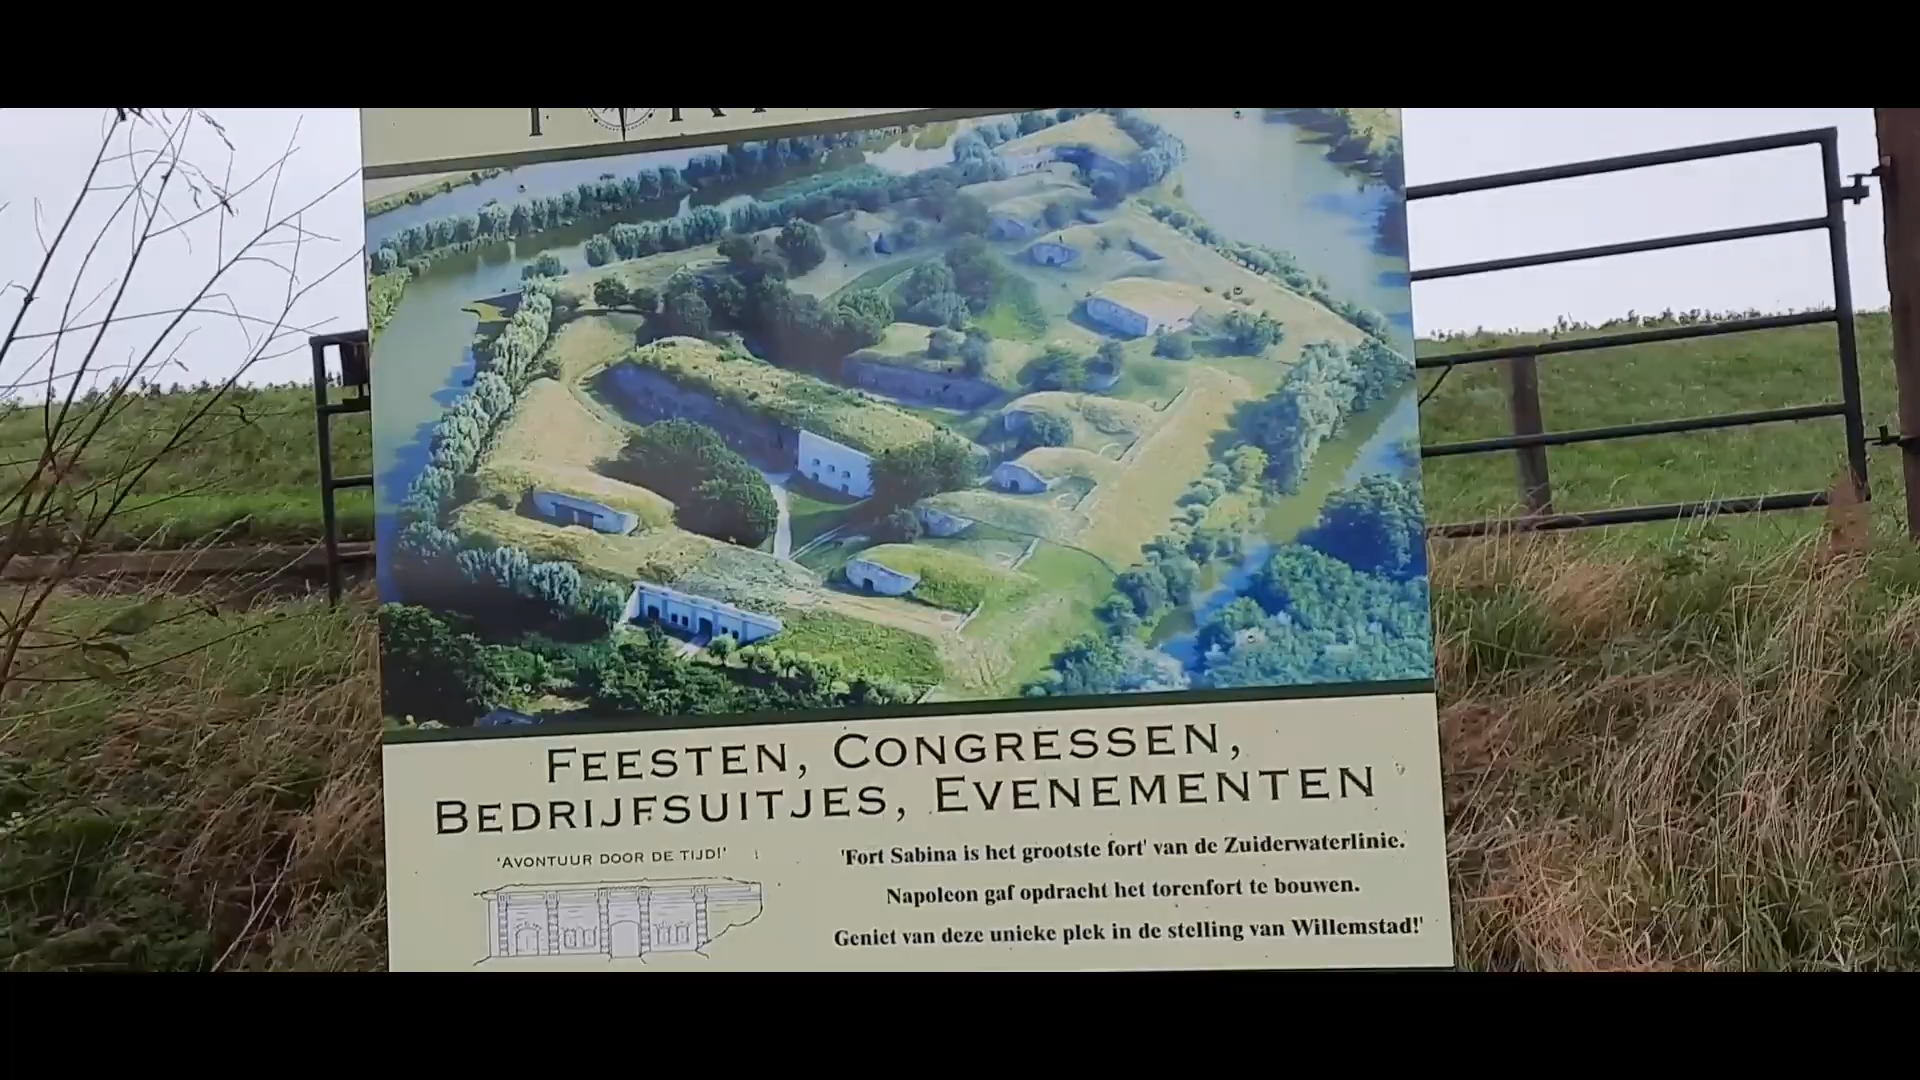 FEESTEN, CONGRESSEN,
BEDRIJFSUITJES, EVENEMENTEN
'AVONTUUR DOOR DE TIJD!'
'Fort Sabina is het grootste fort' van de Zuiderwaterlinie.
Napoleon gaf opdracht het torenfort te bouwen.
Geniet van deze unieke plek in de stelling van Willemstad!'